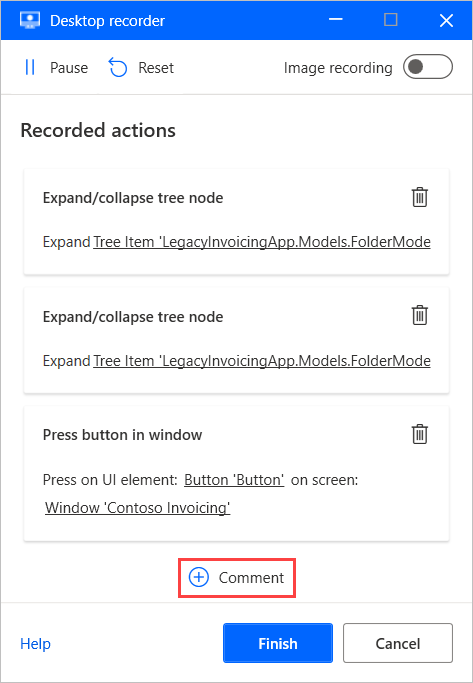 Desktop recorder
Pause Reset Image recording
Recorded actions
Expand/collapse tree node
Expand Tree Item 'LegacyInvoicingApp.Models.FolderMode
Expand/collapse tree node
Expand Tree Item 'LegacyInvoicingApp.Models.FolderMode
Press button in window
Press on UI element: Button 'Button' on screen:
Window 'Contoso Invoicing'
Comment
Help Finish Cancel